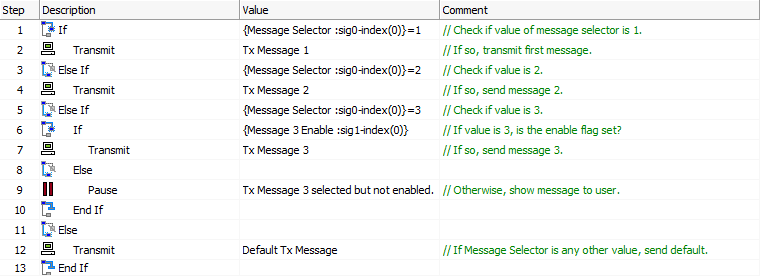 Step Description Value Comment
1 If {Message Selector :sig0-index(0)}=1 // Check if value of message selector is 1.
2 Transmit Tx Message 1 // If so, transmit first message.
3 Else If {Message Selector :sig0-index(0)}=2 // Check if value is 2.
4 Transmit Tx Message 2 // If so, send message 2.
5 Else If {Message Selector :sig0-index(0)}=3 // Check if value is 3.
6 If {Message 3 Enable :sig1-index(0)} // If value is 3, is the enable flag set?
7 Transmit Tx Message 3 // If so, send message 3.
8 Else
9 Pause Tx Message 3 selected but not enabled. // Otherwise, show message to user.
10 End If
11 Else
12 Transmit Default Tx Message // If Message Selector is any other value, send default.
13 End If